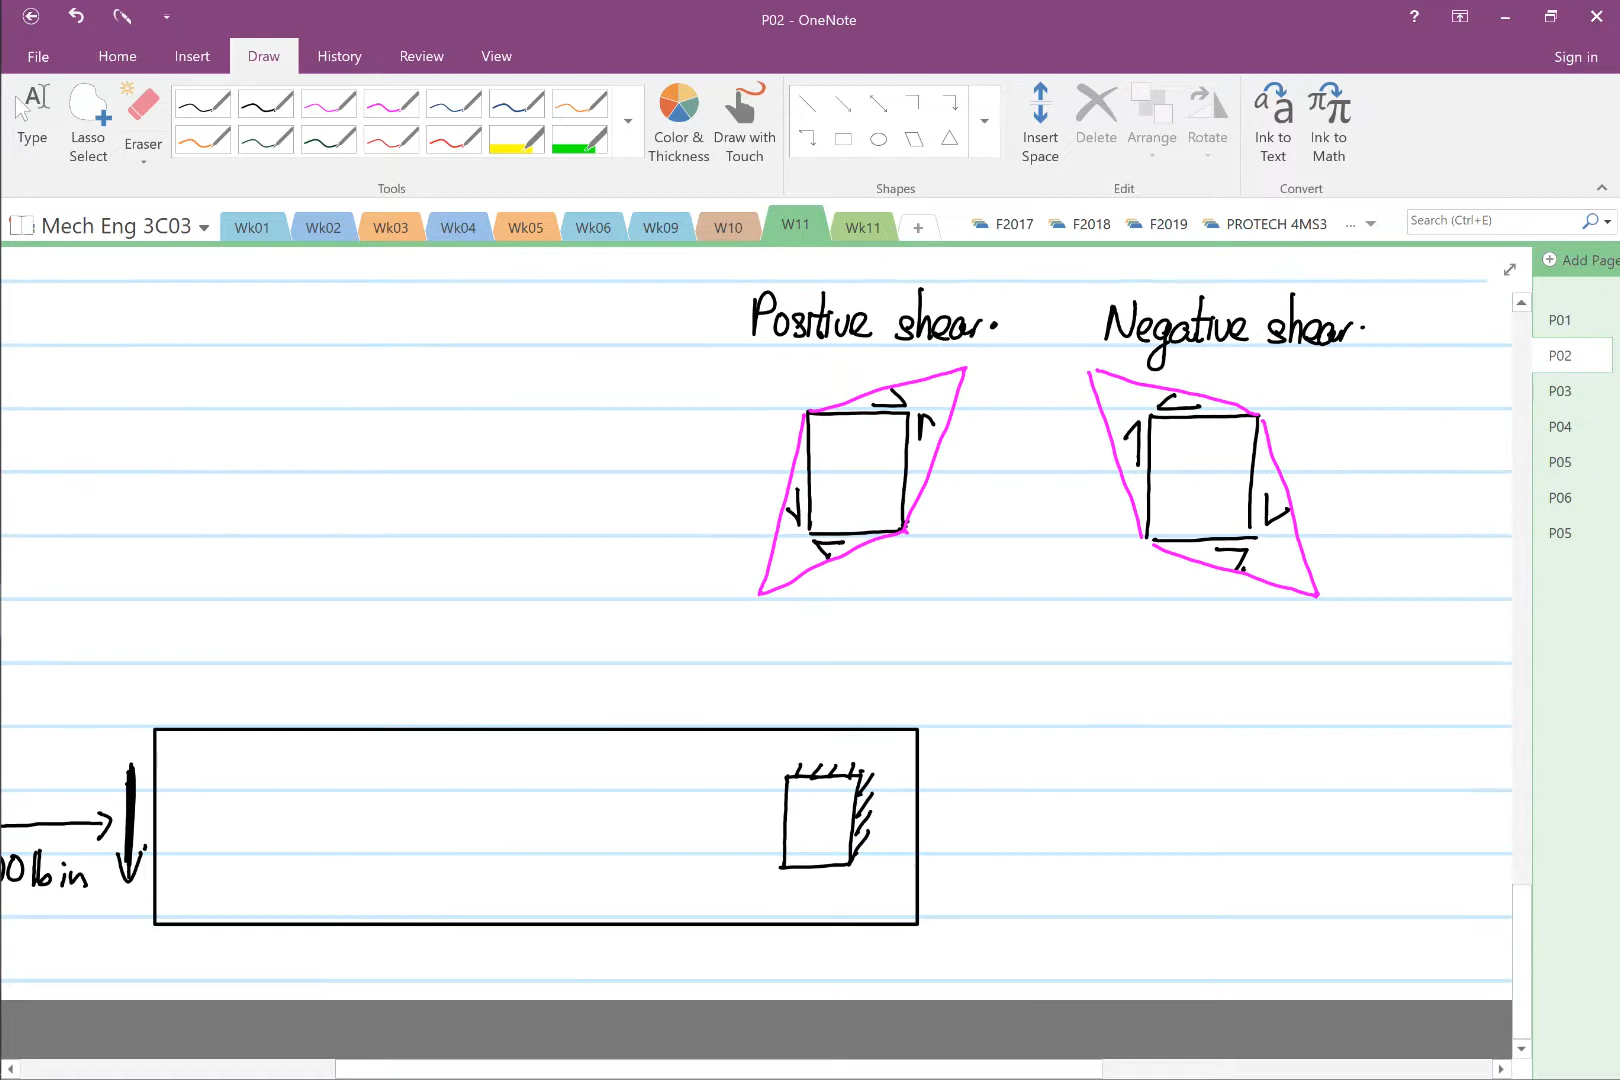 P02 - OneNote
File Home Insert Draw History Review View Sign in
Type
Lasso Select
Eraser
Color & Thickness
Draw with Touch
Insert Space
Delete
Arrange
Rotate
Ink to Text
Ink to Math
Tools
Shapes
Edit
Convert
Mech Eng 3C03
Wk01 Wk02 Wk03 Wk04 Wk05 Wk06 Wk09 W10 W11 Wk11
F2017 F2018 F2019 PROTECH 4MS3 ...
Search (Ctrl+E)
Add Page
P01
P02
P03
P04
P05
P06
P05
Positive shear.
Negative shear.
0 lb in